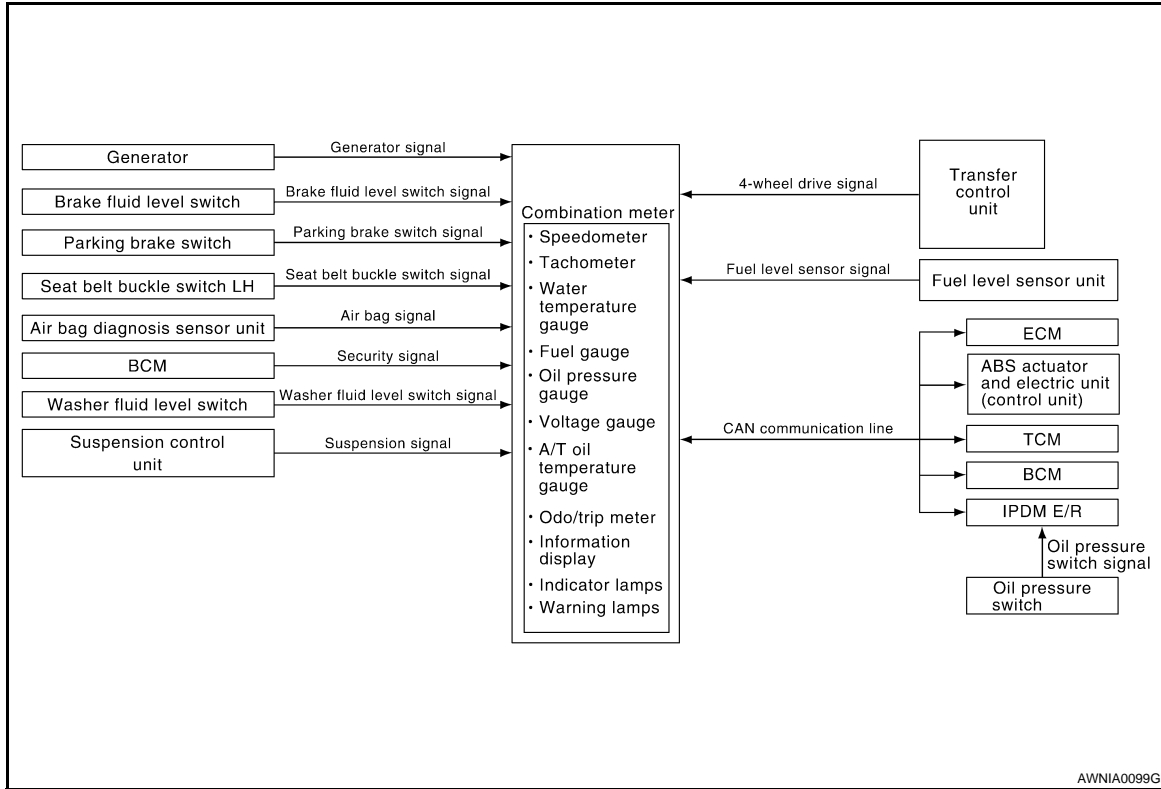 Generator
Generator signal
Brake fluid level switch
Brake fluid level switch signal
Parking brake switch
Parking brake switch signal
Seat belt buckle switch LH
Seat belt buckle switch signal
Air bag diagnosis sensor unit
Air bag signal
BCM
Security signal
Washer fluid level switch
Washer fluid level switch signal
Suspension control
unit
Suspension signal
Combination meter
· Speedometer
· Tachometer
· Water
temperature
gauge
· Fuel gauge
· Oil pressure
gauge
· Voltage gauge
· A/T oil
temperature
gauge
· Odo/trip meter
· Information
display
· Indicator lamps
· Warning lamps
4-wheel drive signal
Transfer
control
unit
Fuel level sensor signal
Fuel level sensor unit
CAN communication line
ECM
ABS actuator
and electric unit
(control unit)
TCM
BCM
IPDM E/R
Oil pressure
switch signal
Oil pressure
switch
AWNIA0099G